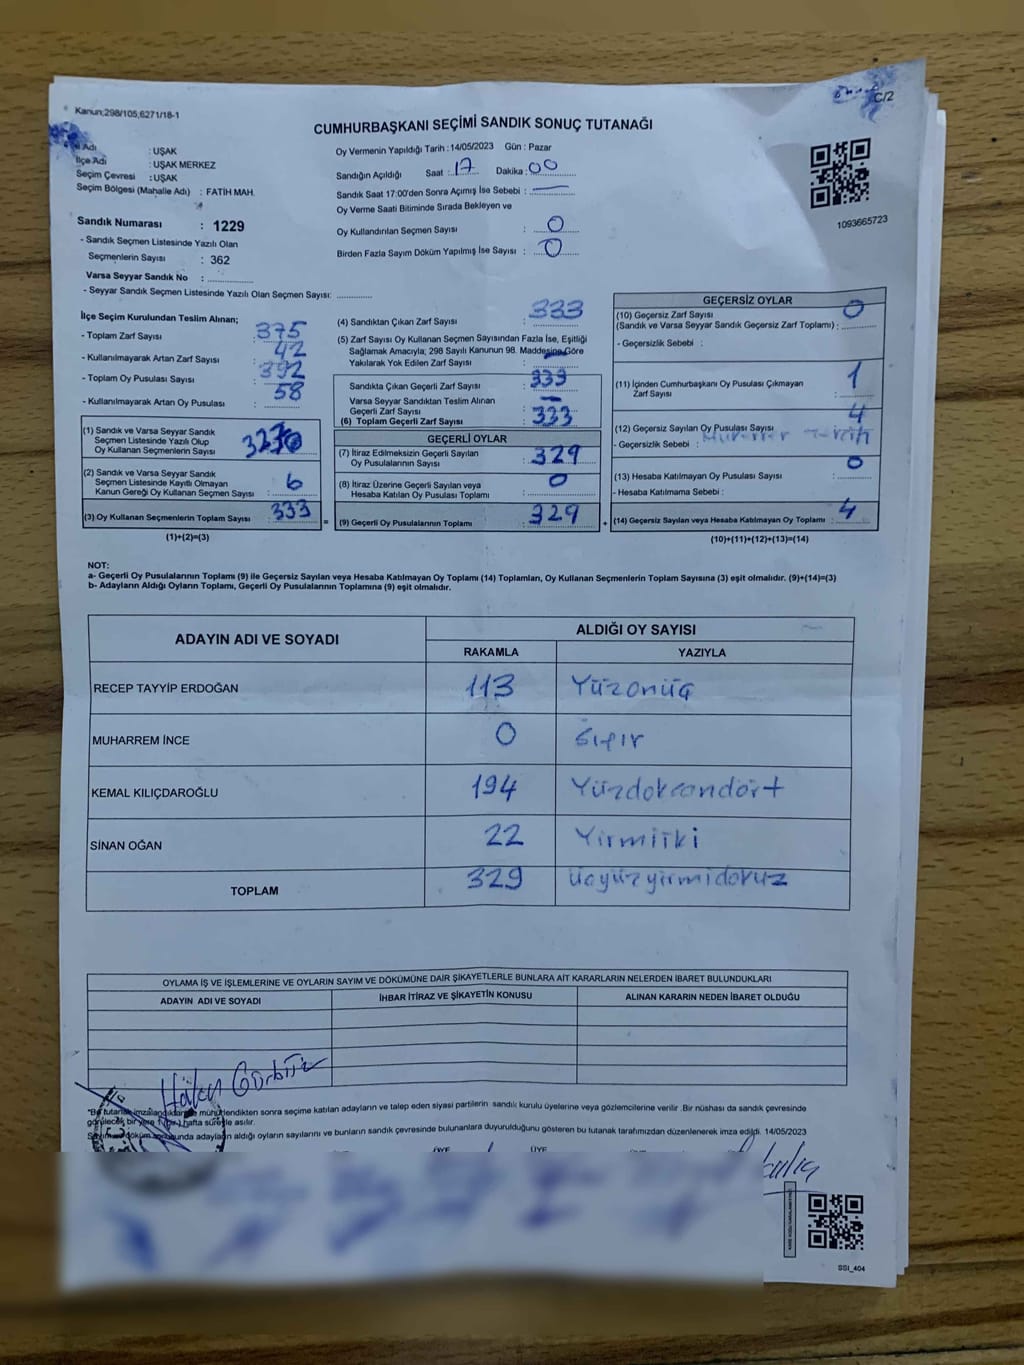 Kanun;298/105,6271/18-1
C/2
CUMHURBAŞKANI SEÇİMİ SANDIK SONUÇ TUTANAĞI
Adı : UŞAK
İlçe Adı : UŞAK MERKEZ
Seçim Çevresi : UŞAK
Seçim Bölgesi (Mahalle Adı) : FATİH MAH.
Sandık Numarası : 1229
- Sandık Seçmen Listesinde Yazılı Olan
Seçmenlerin Sayısı : 362
Varsa Seyyar Sandık No :
- Seyyar Sandık Seçmen Listesinde Yazılı Olan Seçmen Sayısı:
Oy Vermenin Yapıldığı Tarih : 14/05/2023 Gün : Pazar
Sandığın Açıldığı Saat : 17 Dakika : 00
Sandık Saat 17:00'den Sonra Açımış İse Sebebi : —
Oy Verme Saati Bitiminde Sırada Bekleyen ve
Oy Kullandırılan Seçmen Sayısı : 0
Birden Fazla Sayım Döküm Yapılmış İse Sayısı : 0
1093665723
İlçe Seçim Kurulundan Teslim Alınan;
- Toplam Zarf Sayısı : 375
- Kullanılmayarak Artan Zarf Sayısı : 42
- Toplam Oy Pusulası Sayısı : 392
- Kullanılmayarak Artan Oy Pusulası : 58
(1) Sandık ve Varsa Seyyar Sandık
Seçmen Listesinde Yazılı Olup
Oy Kullanan Seçmenlerin Sayısı : 327
(2) Sandık ve Varsa Seyyar Sandık
Seçmen Listesinde Kayıtlı Olmayan
Kanun Gereği Oy Kullanan Seçmen Sayısı : 6
(3) Oy Kullanan Seçmenlerin Toplam Sayısı : 333
(1)+(2)=(3)
(4) Sandıktan Çıkan Zarf Sayısı : 333
(5) Zarf Sayısı Oy Kullanan Seçmen Sayısından Fazla İse, Eşitliği
Sağlamak Amacıyla; 298 Sayılı Kanunun 98. Maddesine Göre
Yakılarak Yok Edilen Zarf Sayısı : —
Sandıkta Çıkan Geçerli Zarf Sayısı : 333
Varsa Seyyar Sandıktan Teslim Alınan
Geçerli Zarf Sayısı : —
(6) Toplam Geçerli Zarf Sayısı : 333
GEÇERLİ OYLAR
(7) İtiraz Edilmeksizin Geçerli Sayılan
Oy Pusulalarının Sayısı : 329
(8) İtiraz Üzerine Geçerli Sayılan veya
Hesaba Katılan Oy Pusulası Toplamı : 0
= (9) Geçerli Oy Pusulalarının Toplamı : 329 +
GEÇERSİZ OYLAR
(10) Geçersiz Zarf Sayısı 0
(Sandık ve Varsa Seyyar Sandık Geçersiz Zarf Toplamı) :
- Geçersizlik Sebebi :
(11) İçinden Cumhurbaşkanı Oy Pusulası Çıkmayan
Zarf Sayısı : 1
(12) Geçersiz Sayılan Oy Pusulası Sayısı : 4
- Geçersizlik Sebebi :
(13) Hesaba Katılmayan Oy Pusulası Sayısı : 0
- Hesaba Katılmama Sebebi :
(14) Geçersiz Sayılan veya Hesaba Katılmayan Oy Toplamı : 4
(10)+(11)+(12)+(13)=(14)
NOT:
a- Geçerli Oy Pusulalarının Toplamı (9) ile Geçersiz Sayılan veya Hesaba Katılmayan Oy Toplamı (14) Toplamları, Oy Kullanan Seçmenlerin Toplam Sayısına (3) eşit olmalıdır. (9)+(14)=(3)
b- Adayların Aldığı Oyların Toplamı, Geçerli Oy Pusulalarının Toplamına (9) eşit olmalıdır.
ADAYIN ADI VE SOYADI ALDIĞI OY SAYISI
RAKAMLA YAZIYLA
RECEP TAYYİP ERDOĞAN 113 Yüzonüç
MUHARREM İNCE 0 Sıfır
KEMAL KILIÇDAROĞLU 194 Yüzdoksandört
SİNAN OĞAN 22 Yirmiiki
TOPLAM 329 Üçyüzyirmidokuz
OYLAMA İŞ VE İŞLEMLERİNE VE OYLARIN SAYIM VE DÖKÜMÜNE DAİR ŞİKAYETLERLE BUNLARA AİT KARARLARIN NELERDEN İBARET BULUNDUKLARI
ADAYIN ADI VE SOYADI İHBAR İTİRAZ VE ŞİKAYETİN KONUSU ALINAN KARARIN NEDEN İBARET OLDUĞU
mühürlendikten sonra seçime katılan adayların ve talep eden siyasi partilerin sandık kurulu üyelerine veya gözlemcilerine verilir .Bir nüshası da sandık çevresinde
hafta süreyle asılır.
adayların aldığı oyların sayılarını ve bunların sandık çevresinde bulunanlara duyurulduğunu gösteren bu tutanak tarafımızdan düzenlenerek imza edildi. 14/05/2023
ÜYE ÜYE
SSI_404